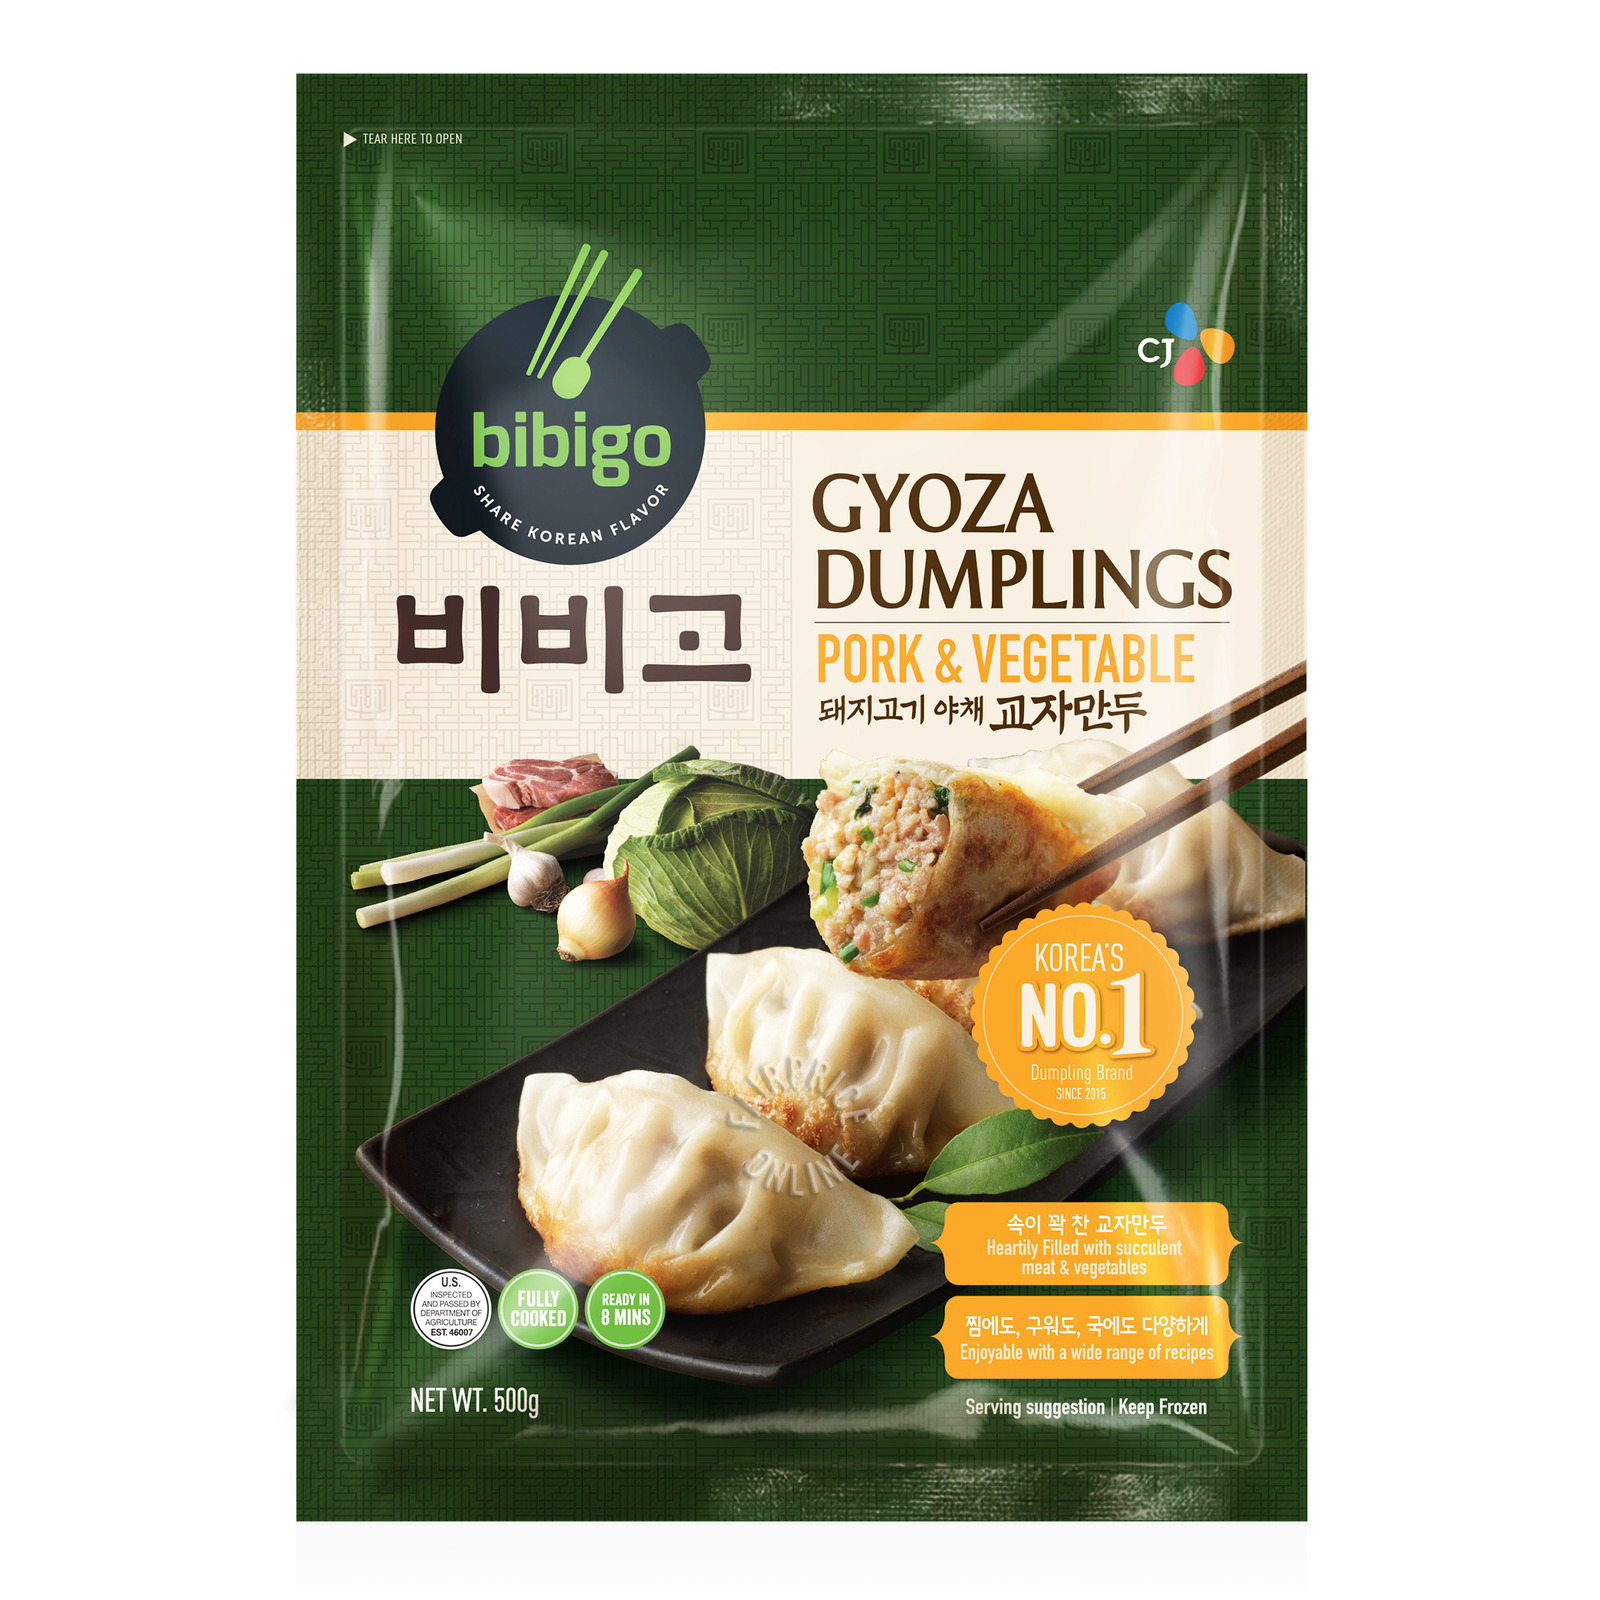 TEAR HERE TO OPEN
CJ
bibigo
SHARE KOREAN FLAVOR
비비고
GYOZA
DUMPLINGS
PORK & VEGETABLE
돼지고기 야채 교자만두
KOREA'S
NO.1
Dumpling Brand
SINCE 2015
FAIRPRICE
ONLINE
속이 꽉 찬 교자만두
Heartily Filled with succulent
meat & vegetables
U.S.
INSPECTED
AND PASSED BY
DEPARTMENT OF
AGRICULTURE
EST. 46007
FULLY
COOKED
READY IN
8 MINS
찜에도, 구워도, 국에도 다양하게
Enjoyable with a wide range of recipes
NET WT. 500g
Serving suggestion | Keep Frozen